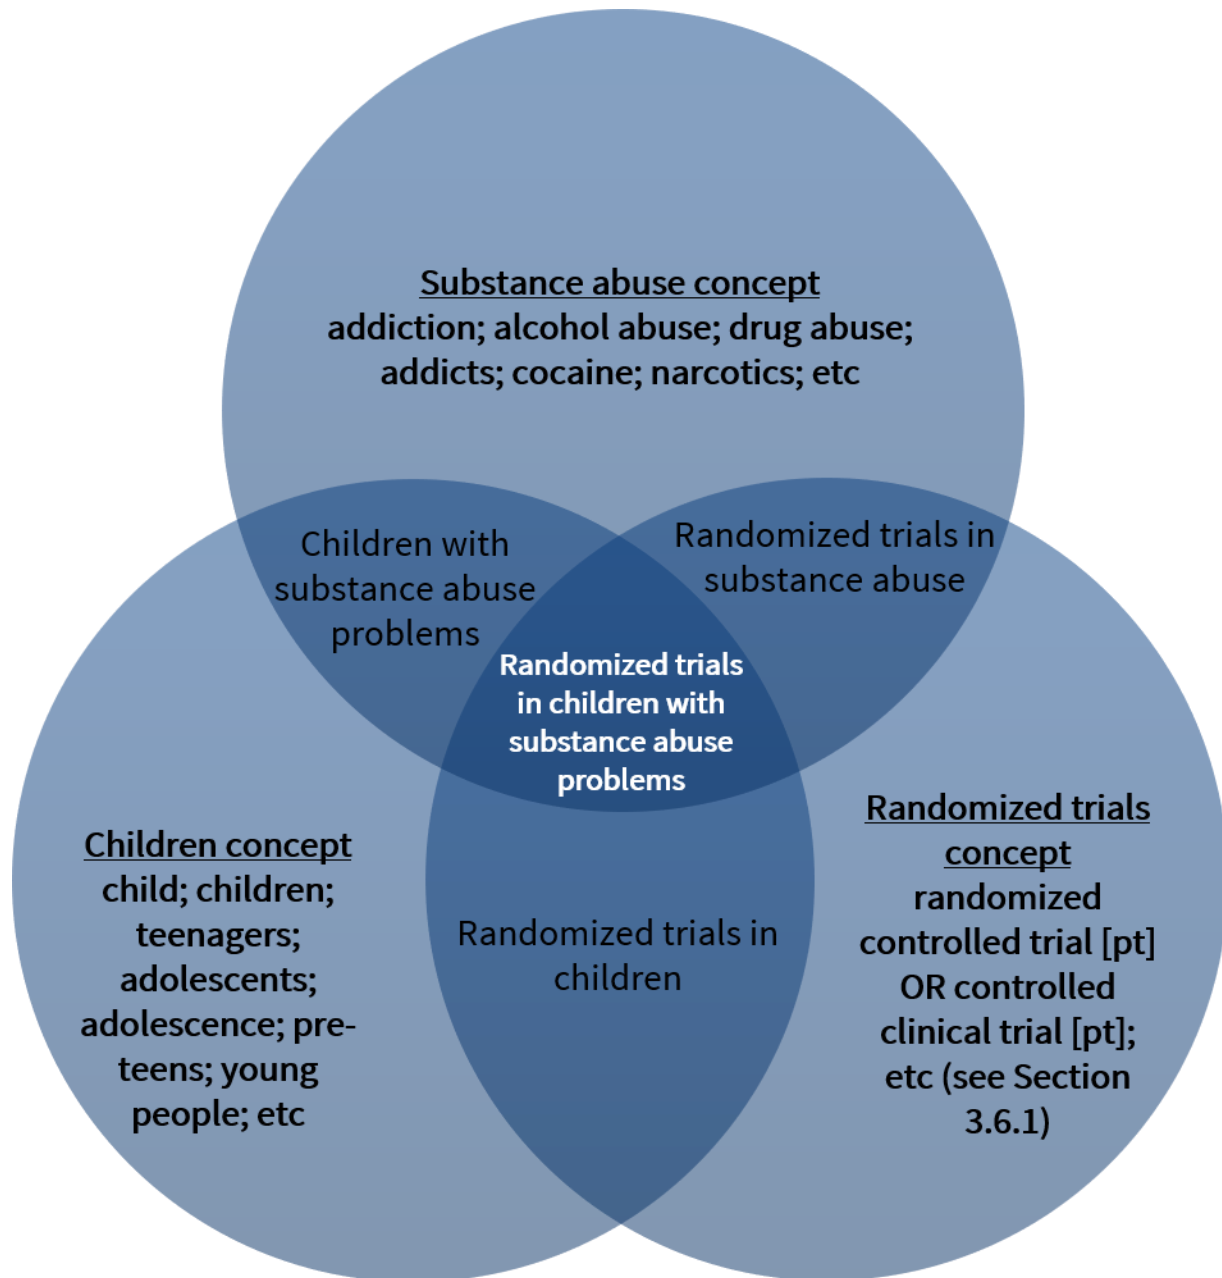 Substance abuse concept
addiction; alcohol abuse; drug abuse;
addicts; cocaine; narcotics; etc
Children with
substance abuse
problems
Randomized trials in
substance abuse
Randomized trials
in children with
substance abuse
problems
Children concept
child; children;
teenagers;
adolescents;
adolescence; pre-
teens; young
people; etc
Randomized trials in
children
Randomized trials
concept
randomized
controlled trial [pt]
OR controlled
clinical trial [pt];
etc (see Section
3.6.1)